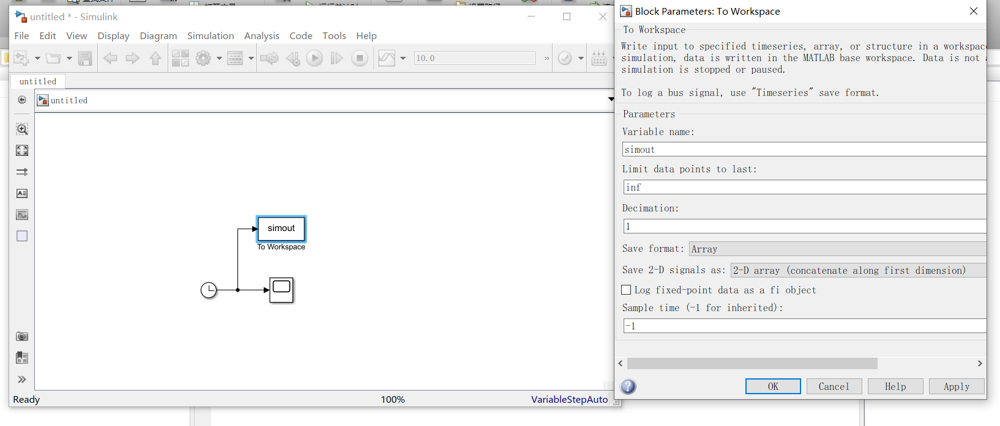 untitled * - Simulink
File Edit View Display Diagram Simulation Analysis Code Tools Help
10.0
»
untitled
untitled
simout
To Workspace
Ready
100%
VariableStepAuto
Block Parameters: To Workspace
To Workspace
Write input to specified timeseries, array, or structure in a workspac
simulation, data is written in the MATLAB base workspace. Data is not
simulation is stopped or paused.
To log a bus signal, use "Timeseries" save format.
Parameters
Variable name:
simout
Limit data points to last:
inf
Decimation:
1
Save format: Array
Save 2-D signals as: 2-D array (concatenate along first dimension)
Log fixed-point data as a fi object
Sample time (-1 for inherited):
-1
OK Cancel Help Apply